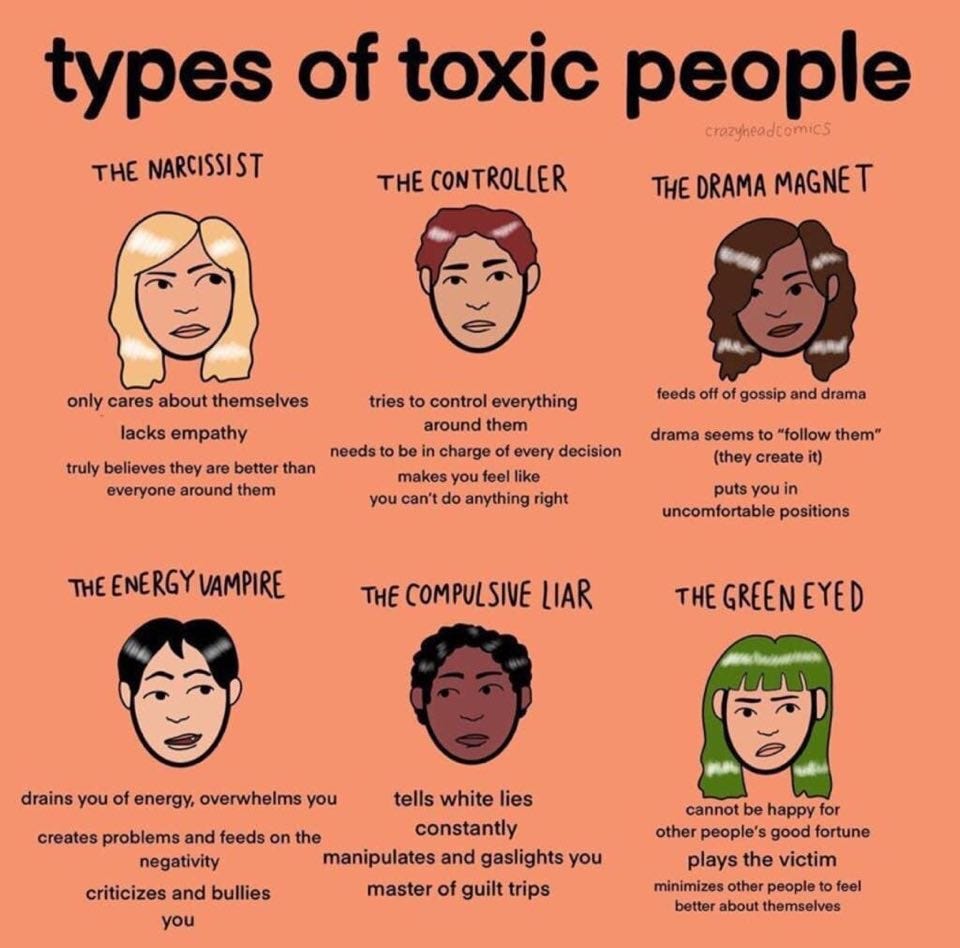 types of toxic people
crazyheadcomics
THE NARCISSIST
only cares about themselves
lacks empathy
truly believes they are better than
everyone around them
THE CONTROLLER
tries to control everything
around them
needs to be in charge of every decision
makes you feel like
you can't do anything right
THE DRAMA MAGNET
feeds off of gossip and drama
drama seems to “follow them”
(they create it)
puts you in
uncomfortable positions
THE ENERGY VAMPIRE
drains you of energy, overwhelms you
creates problems and feeds on the
negativity
criticizes and bullies
you
THE COMPULSIVE LIAR
tells white lies
constantly
manipulates and gaslights you
master of guilt trips
THE GREEN EYED
cannot be happy for
other people's good fortune
plays the victim
minimizes other people to feel
better about themselves